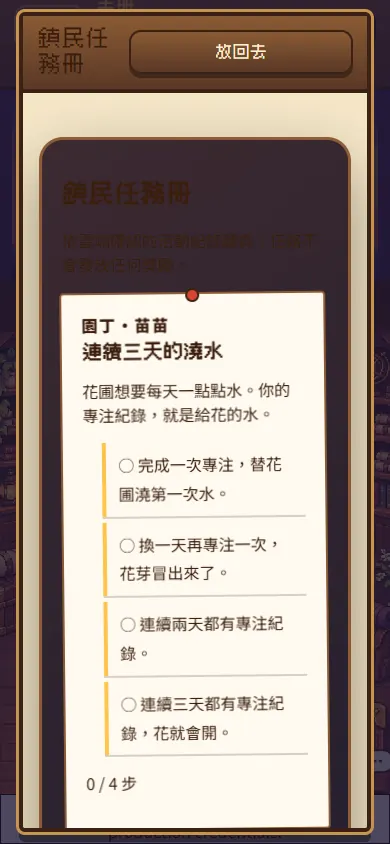 鎮民任
務冊
放回去
鎮民任務冊
園丁・苗苗
連續三天的澆水
花圃想要每天一點點水。你的
專注紀錄，就是給花的水。
○ 完成一次專注，替花
圃澆第一次水。
○ 換一天再專注一次，
花芽冒出來了。
○ 連續兩天都有專注紀
錄。
○ 連續三天都有專注紀
錄，花就會開。
0 / 4 步